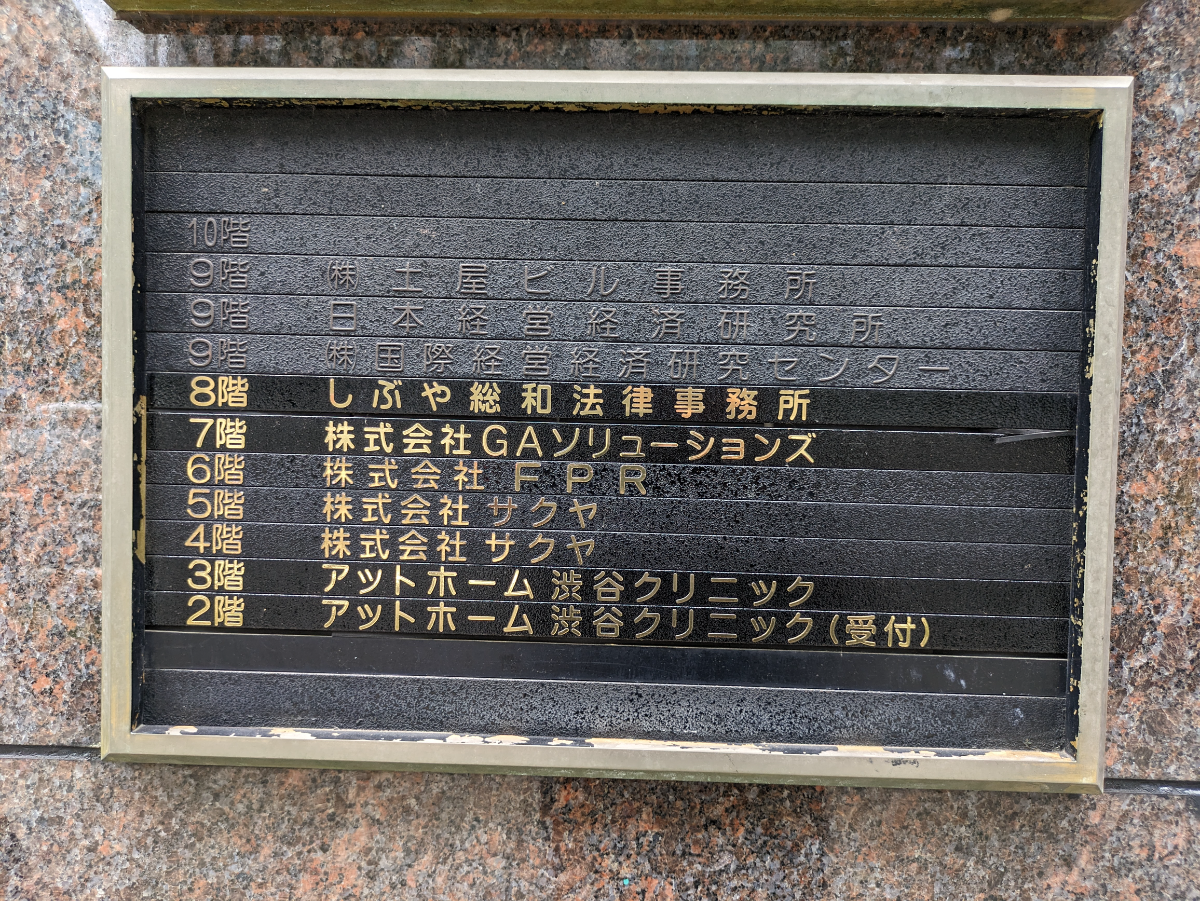 10階
9階 ㈱土屋ビル事務所
9階 日本経営経済研究所
9階 ㈱国際経営経済研究センター
8階 しぶや総和法律事務所
7階 株式会社GAソリューションズ
6階 株式会社 FPR
5階 株式会社 サクヤ
4階 株式会社 サクヤ
3階 アットホーム 渋谷クリニック
2階 アットホーム 渋谷クリニック(受付)